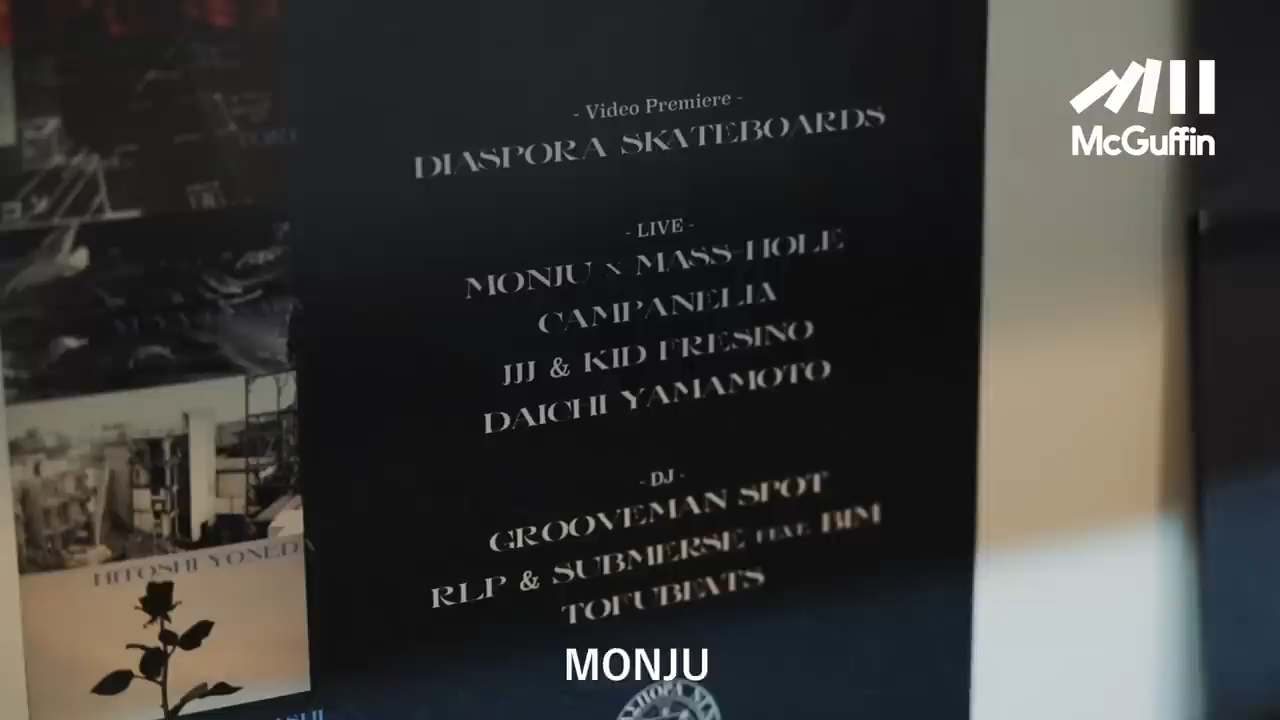 McGuffin
- Video Premiere -
DIASPORA SKATEBOARDS
- LIVE -
MONJU x MASS-HOLE
CAMPANELLA
JJJ & KID FRESINO
DAICHI YAMAMOTO
- DJ -
GROOVEMAN SPOT
RLP & SUBMERSE FEAT. BIM
TOFUBEATS
HITOSHI YONEDA
MONJU